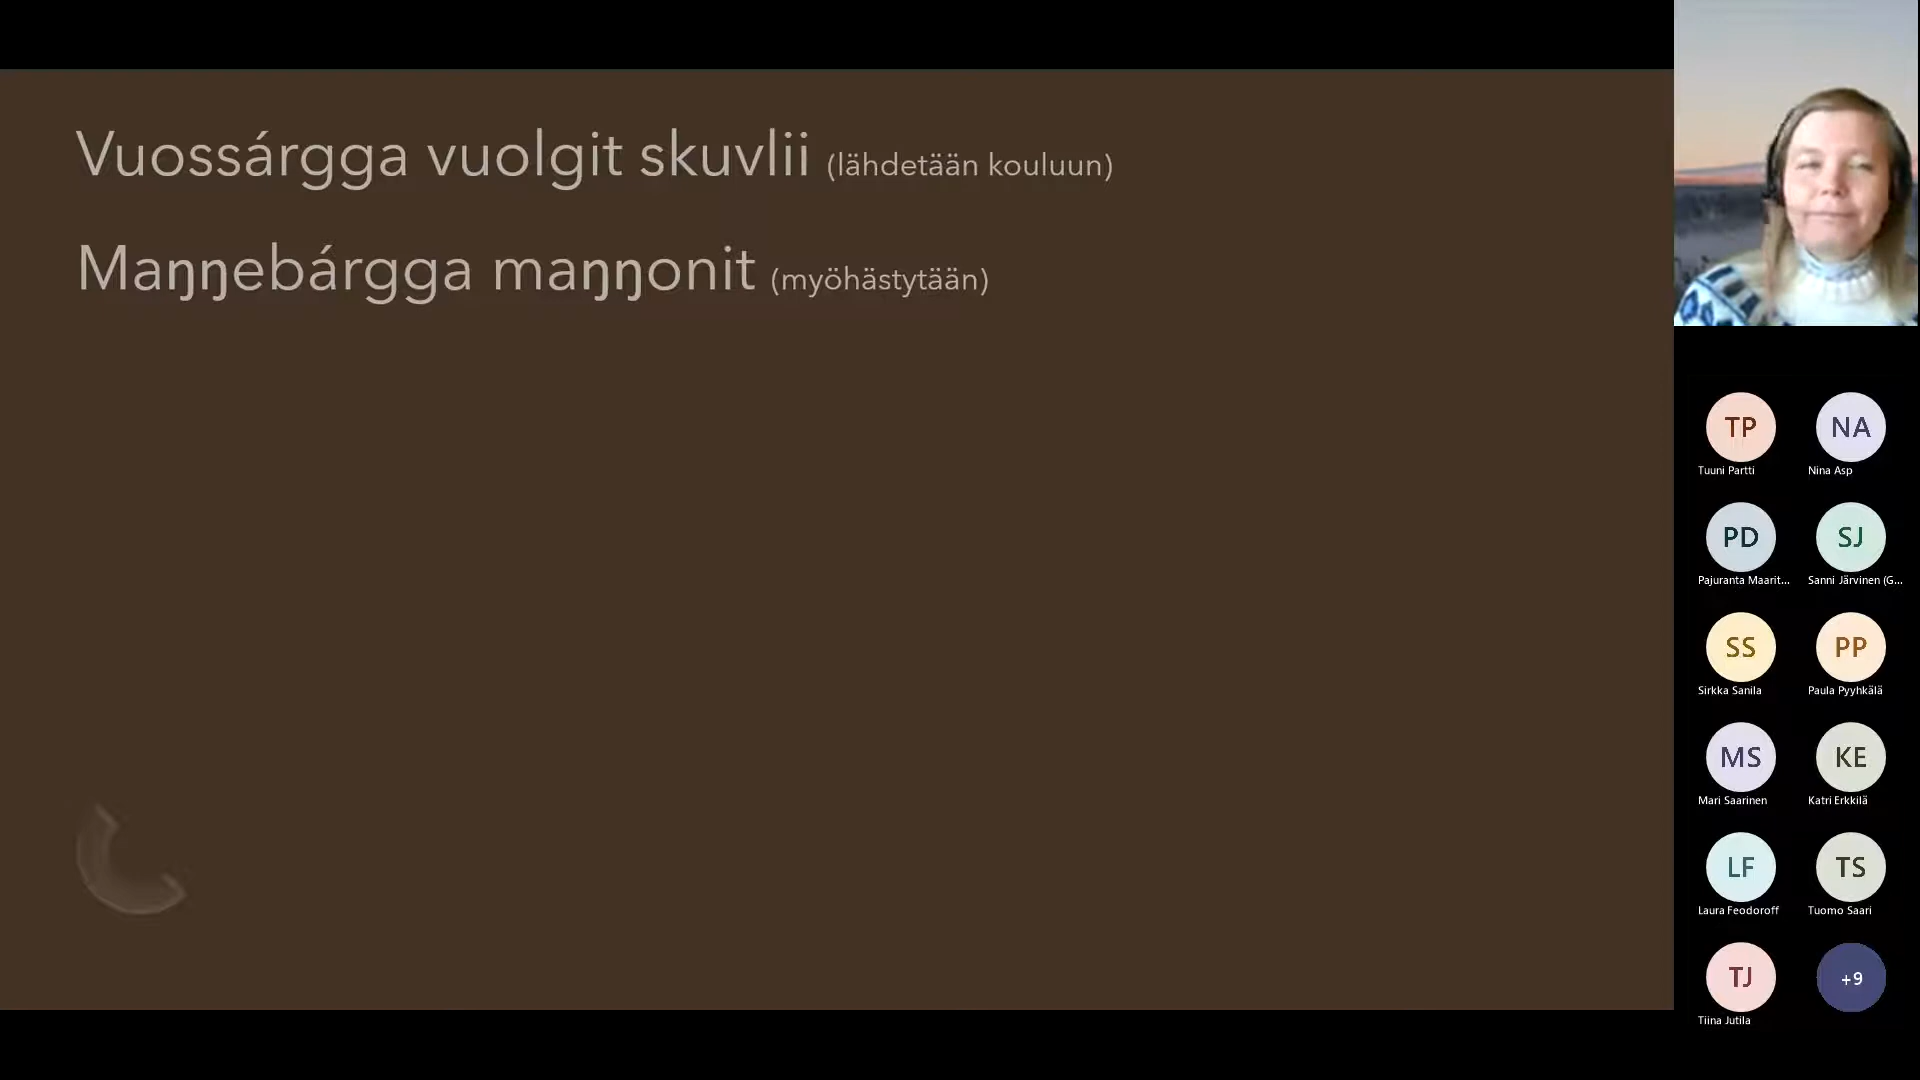 Vuossárgga vuolgit skuvlii (lähdetään kouluun)
Maŋŋebárgga maŋŋonit (myöhästytään)
TP
NA
Tuuni Partti
Nina Asp
PD
SJ
Pajuranta Maarit...
Sanni Järvinen (G...
SS
PP
Sirkka Sanila
Paula Pyyhkälä
MS
KE
Mari Saarinen
Katri Erkkilä
LF
TS
Laura Feodoroff
Tuomo Saari
TJ
+9
Tiina Jutila